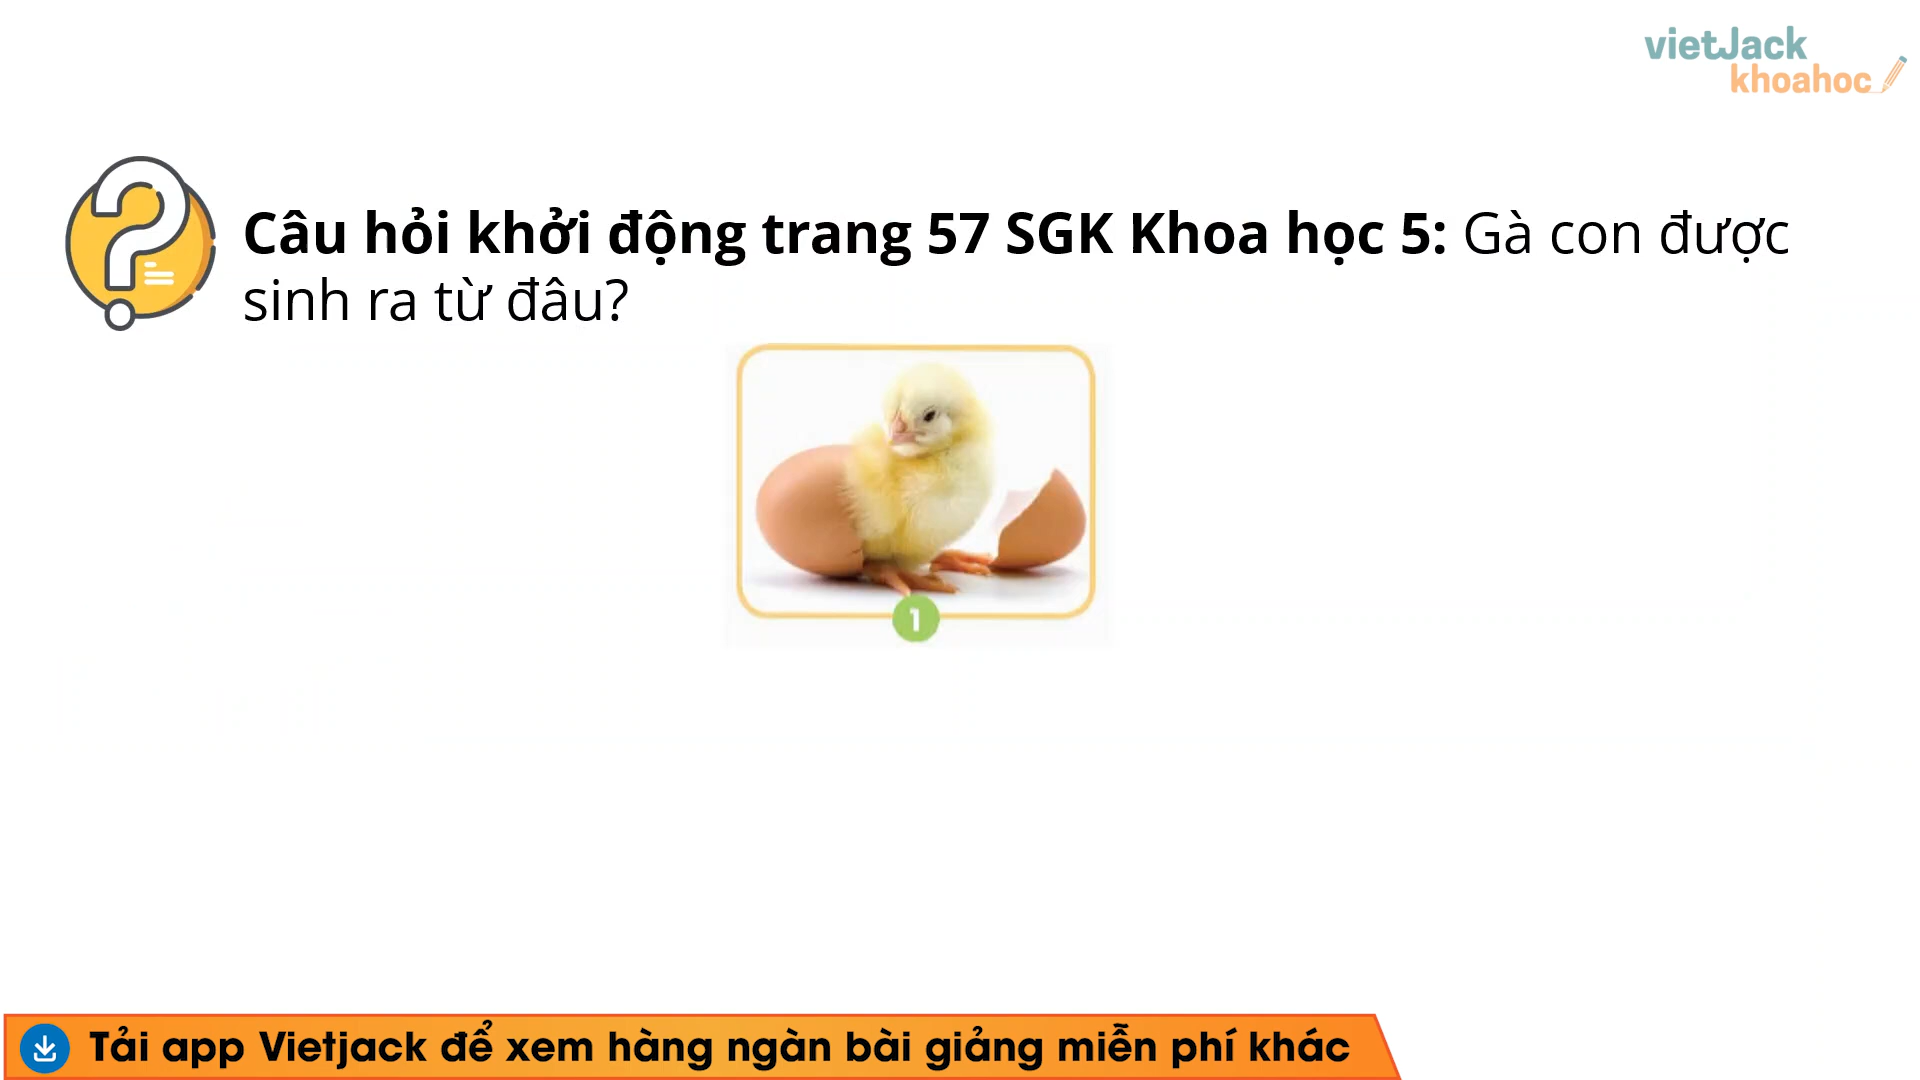 vietJack
khoahoc
Câu hỏi khởi động trang 57 SGK Khoa học 5: Gà con được
sinh ra từ đâu?
1
Tải app Vietjack để xem hàng ngàn bài giảng miễn phí khác